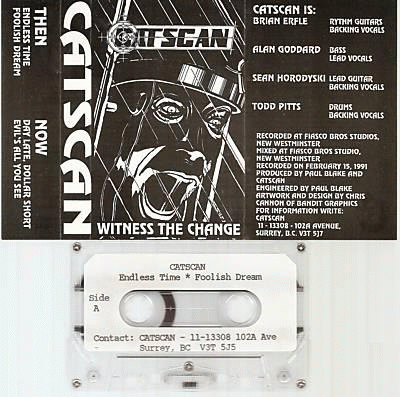 THEN
ENDLESS TIME
FOOLISH DREAM
NOW
DAY LATE, DOLLAR SHORT
EVIL'S ALL YOU SEE
CATSCAN
CATSCAN
WITNESS THE CHANGE
CATSCAN IS:
BRIAN ERFLE RYTHM GUITARS
BACKING VOCALS
ALAN GODDARD BASS
LEAD VOCALS
SEAN HORODYSKI LEAD GUITAR
BACKING VOCALS
TODD PITTS DRUMS
BACKING VOCALS
RECORDED AT FIASCO BROS STUDIOS,
NEW WESTMINSTER
MIXED AT FIASCO BROS STUDIO,
NEW WESTMINSTER
RECORDED ON FEBRUARY 15, 1991
PRODUCED BY PAUL BLAKE AND
CATSCAN
ENGINEERED BY PAUL BLAKE
ARTWORK AND DESIGN BY CHRIS
CANNON OF BANDIT GRAPHICS
FOR INFORMATION WRITE:
CATSCAN
11 - 13308 - 102A AVENUE,
SURREY, B.C. V3T 5J7
CATSCAN
Endless Time * Foolish Dream
Side
A
Contact: CATSCAN - 11-13308 102A Ave
- Surrey, BC V3T 5J5